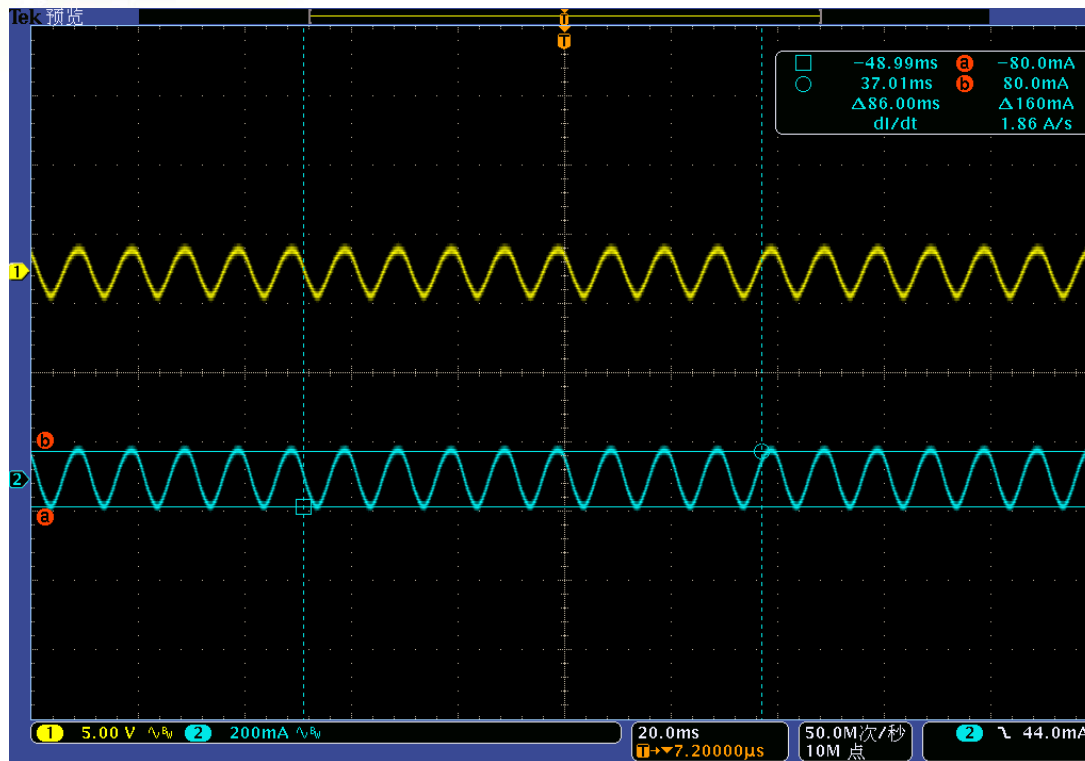 Tek 预览
T
T
□ −48.99ms a −80.0mA
○ 37.01ms b 80.0mA
Δ86.00ms Δ160mA
dI/dt 1.86 A/s
1
b
2
a
1 5.00 V 2 200mA
20.0ms
T→▼7.20000μs
50.0M次/秒
10M 点
2 44.0mA